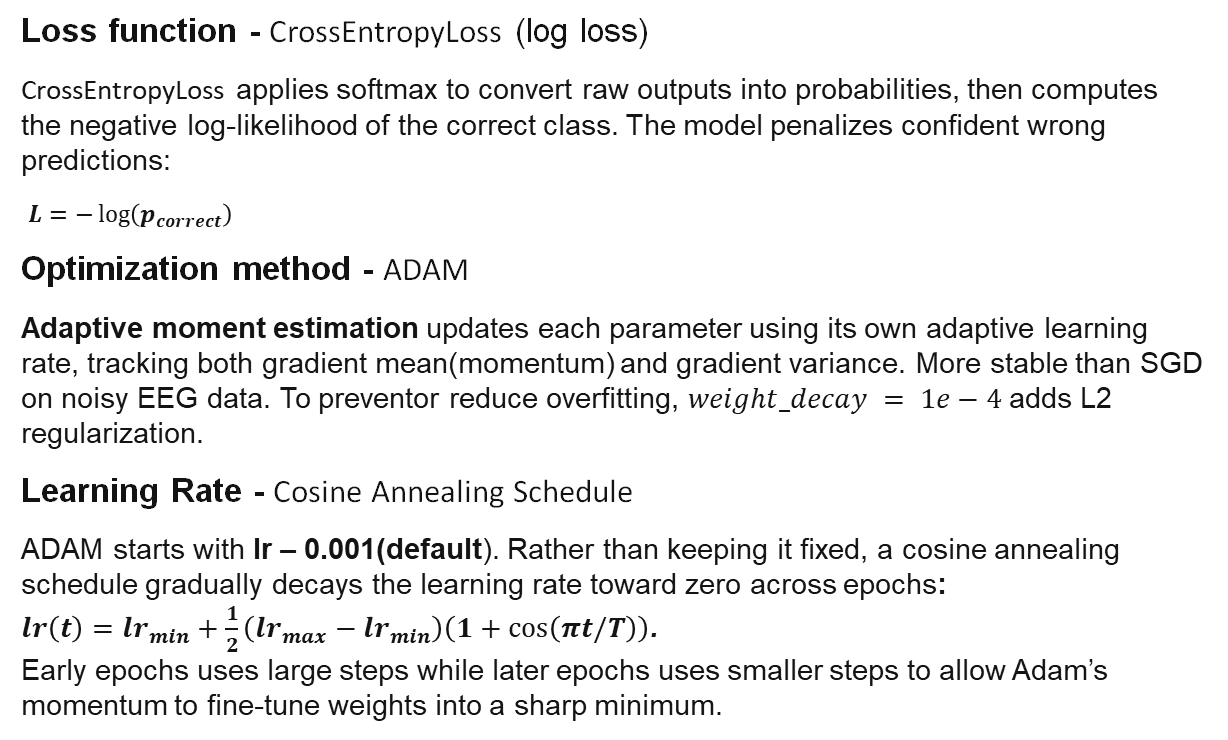 Loss function - CrossEntropyLoss (log loss)
CrossEntropyLoss applies softmax to convert raw outputs into probabilities, then computes
the negative log-likelihood of the correct class. The model penalizes confident wrong
predictions:
L = − log(p_correct)
Optimization method - ADAM
Adaptive moment estimation updates each parameter using its own adaptive learning
rate, tracking both gradient mean(momentum) and gradient variance. More stable than SGD
on noisy EEG data. To preventor reduce overfitting, weight_decay = 1e − 4 adds L2
regularization.
Learning Rate - Cosine Annealing Schedule
ADAM starts with lr – 0.001(default). Rather than keeping it fixed, a cosine annealing
schedule gradually decays the learning rate toward zero across epochs:
lr(t) = lr_min + 1/2 (lr_max − lr_min)(1 + cos(πt/T)).
Early epochs uses large steps while later epochs uses smaller steps to allow Adam's
momentum to fine-tune weights into a sharp minimum.